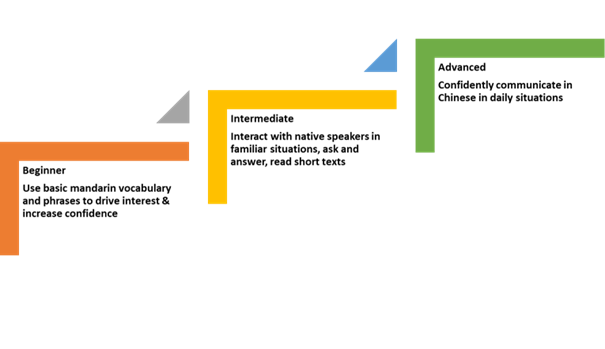 Beginner
Use basic mandarin vocabulary
and phrases to drive interest &
increase confidence
Intermediate
Interact with native speakers in
familiar situations, ask and
answer, read short texts
Advanced
Confidently communicate in
Chinese in daily situations